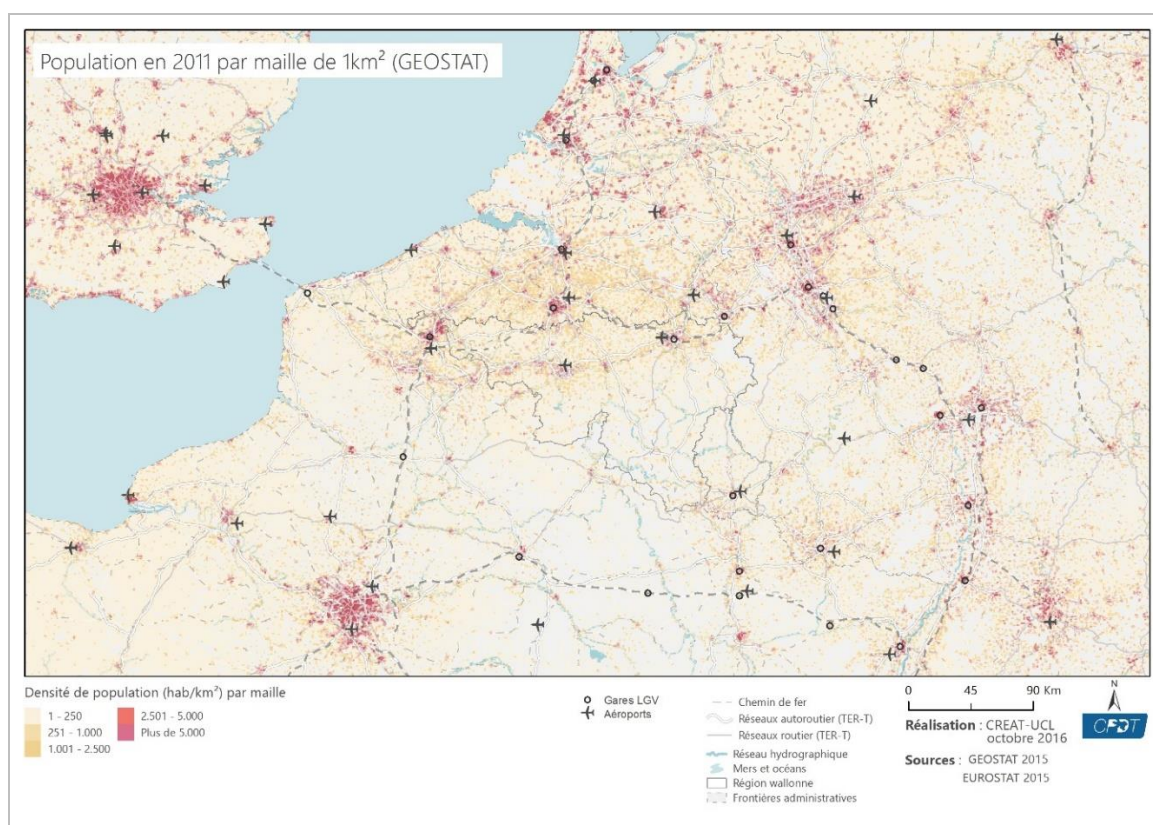 Population en 2011 par maille de 1km² (GEOSTAT)
Densité de population (hab/km²) par maille
1 - 250
251 - 1.000
1.001 - 2.500
2.501 - 5.000
Plus de 5.000
Gares LGV
Aéroports
Chemin de fer
Réseaux autoroutier (TER-T)
Réseaux routier (TER-T)
Réseau hydrographique
Mers et océans
Région wallonne
Frontières administratives
0 45 90 Km
N
Réalisation : CREAT-UCL
octobre 2016
Sources : GEOSTAT 2015
EUROSTAT 2015
CPDT